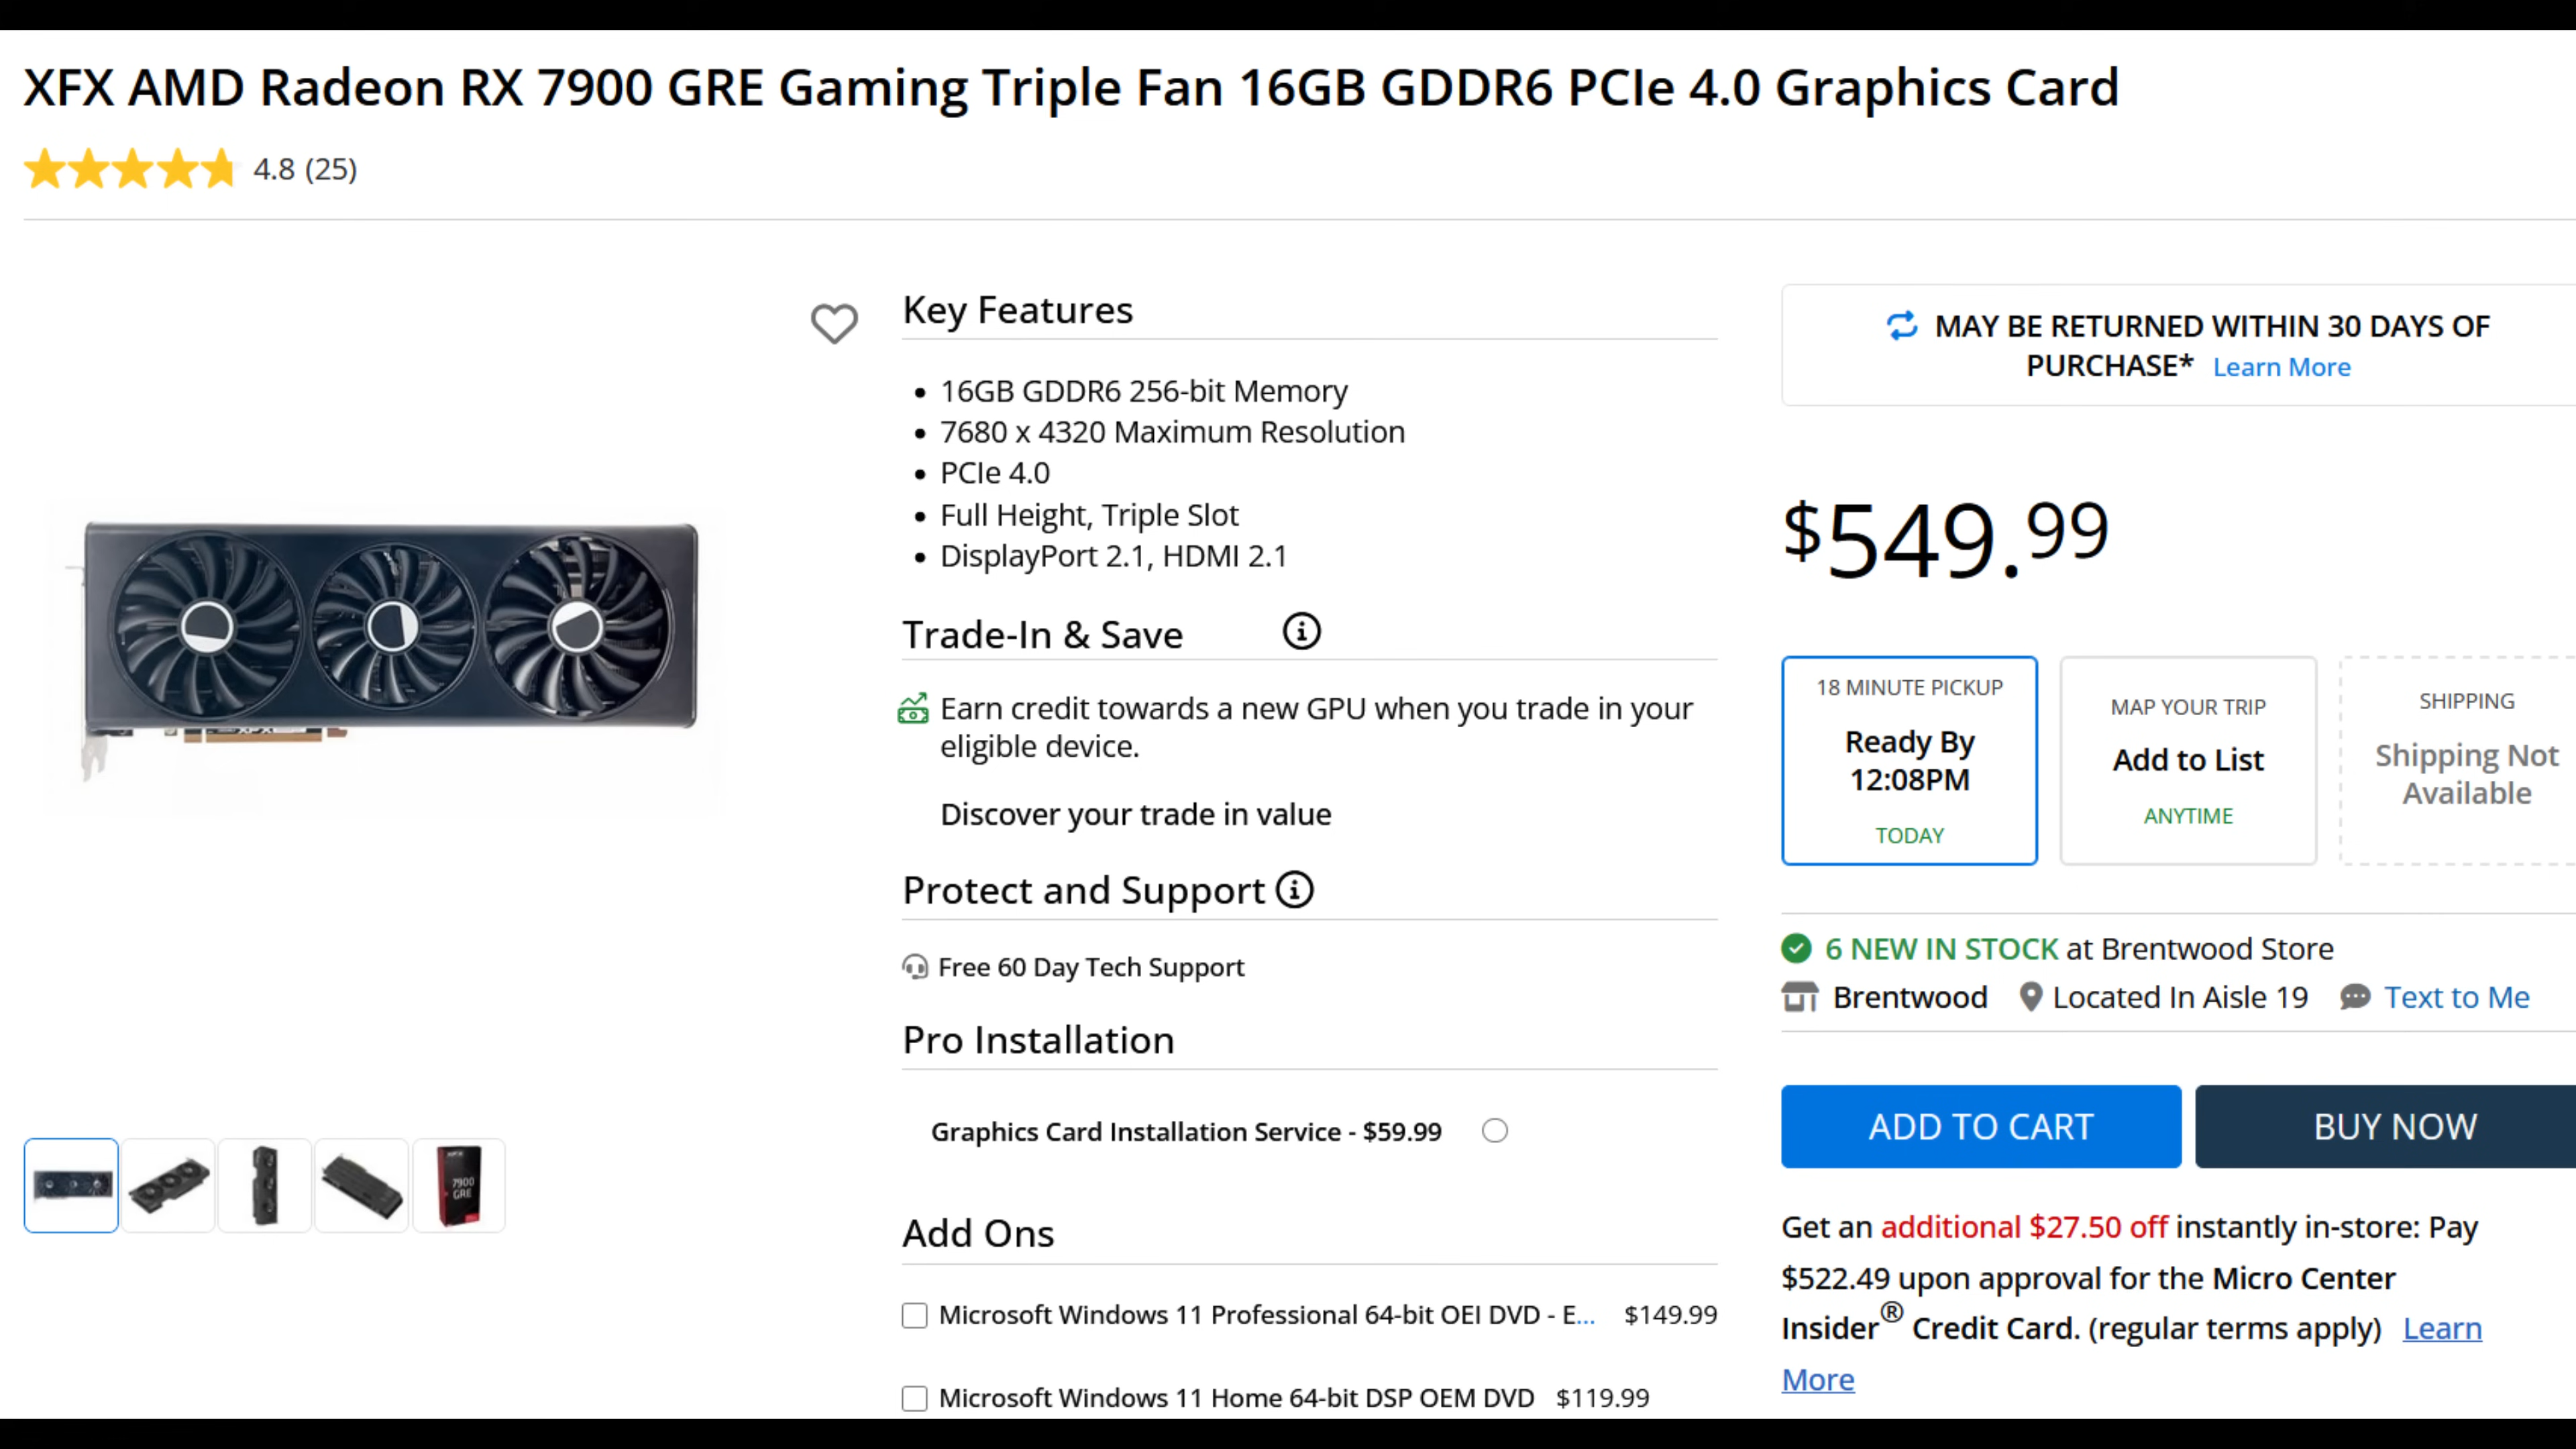 XFX AMD Radeon RX 7900 GRE Gaming Triple Fan 16GB GDDR6 PCIe 4.0 Graphics Card
4.8 (25)
Key Features
16GB GDDR6 256-bit Memory
7680 x 4320 Maximum Resolution
PCIe 4.0
Full Height, Triple Slot
DisplayPort 2.1, HDMI 2.1
Trade-In & Save
Earn credit towards a new GPU when you trade in your
eligible device.
Discover your trade in value
Protect and Support
Free 60 Day Tech Support
Pro Installation
Graphics Card Installation Service - $59.99
Add Ons
Microsoft Windows 11 Professional 64-bit OEI DVD - E... $149.99
Microsoft Windows 11 Home 64-bit DSP OEM DVD $119.99
MAY BE RETURNED WITHIN 30 DAYS OF
PURCHASE* Learn More
$549.99
18 MINUTE PICKUP
Ready By
12:08PM
TODAY
MAP YOUR TRIP
Add to List
ANYTIME
SHIPPING
Shipping Not
Available
6 NEW IN STOCK at Brentwood Store
Brentwood Located In Aisle 19 Text to Me
ADD TO CART
BUY NOW
Get an additional $27.50 off instantly in-store: Pay
$522.49 upon approval for the Micro Center
Insider® Credit Card. (regular terms apply) Learn
More
XFX
7900
GRE